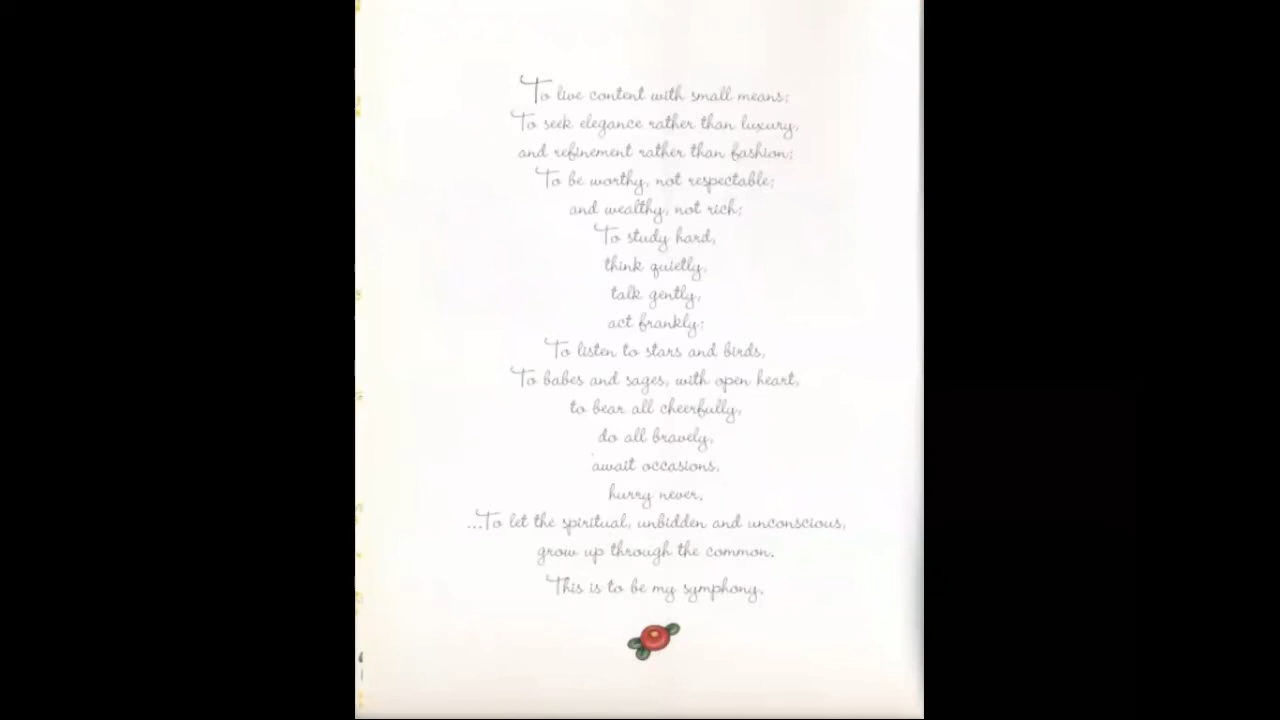 To live content with small means;
To seek elegance rather than luxury,
and refinement rather than fashion;
To be worthy, not respectable;
and wealthy, not rich;
To study hard,
think quietly,
talk gently,
act frankly;
To listen to stars and birds,
To babes and sages, with open heart,
to bear all cheerfully,
do all bravely,
await occasions,
hurry never,
...To let the spiritual, unbidden and unconscious,
grow up through the common.
This is to be my symphony.